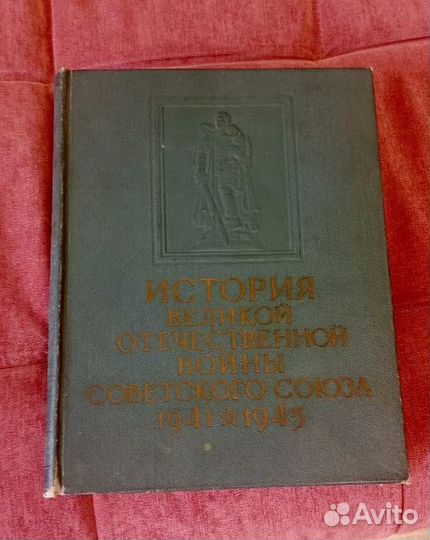 ИСТОРИЯ
ВЕЛИКОЙ
ОТЕЧЕСТВЕННОЙ
ВОЙНЫ
СОВЕТСКОГО СОЮЗА
1941 ☆ 1945
Avito